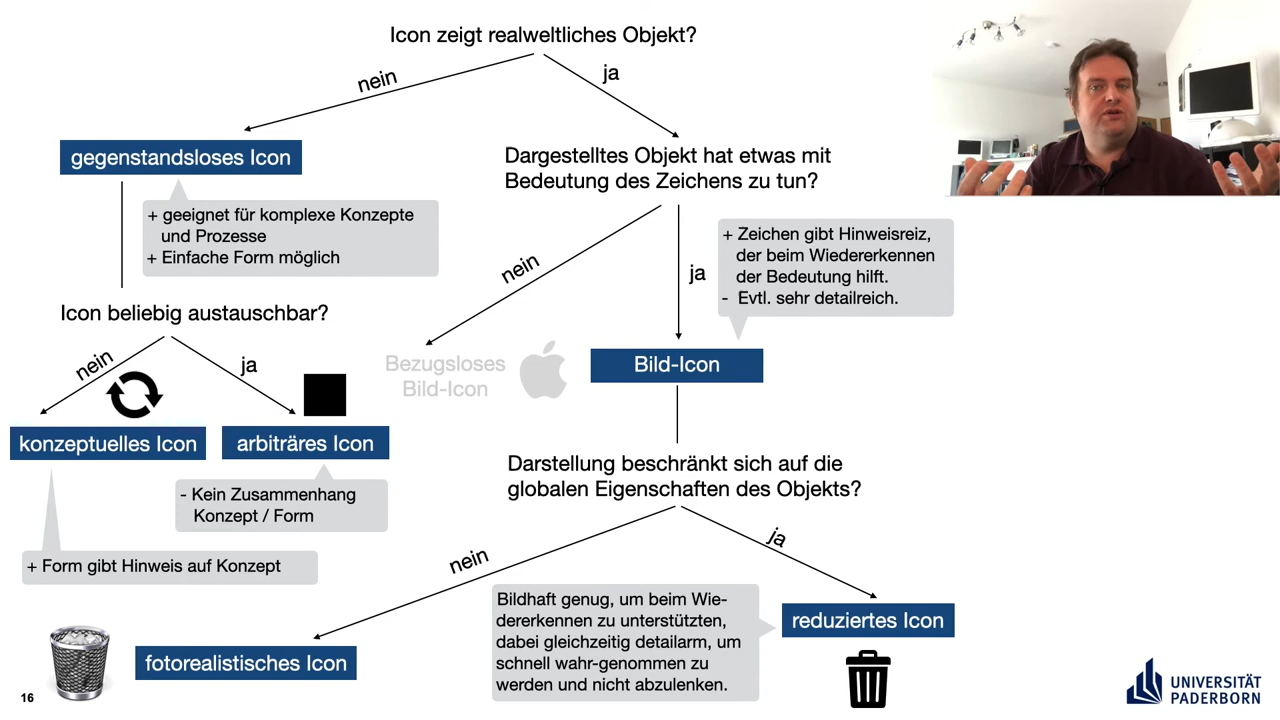 Icon zeigt realweltliches Objekt?
nein
ja
gegenstandsloses Icon
Dargestelltes Objekt hat etwas mit
Bedeutung des Zeichens zu tun?
+ geeignet für komplexe Konzepte
und Prozesse
+ Einfache Form möglich
+ Zeichen gibt Hinweisreiz,
der beim Wiedererkennen
der Bedeutung hilft.
- Evtl. sehr detailreich.
nein
ja
Icon beliebig austauschbar?
nein
ja
Bezugsloses
Bild-Icon
Bild-Icon
konzeptuelles Icon
arbiträres Icon
- Kein Zusammenhang
Konzept / Form
+ Form gibt Hinweis auf Konzept
Darstellung beschränkt sich auf die
globalen Eigenschaften des Objekts?
nein
ja
Bildhaft genug, um beim Wie-
dererkennen zu unterstützten,
dabei gleichzeitig detailarm, um
schnell wahr-genommen zu
werden und nicht abzulenken.
reduziertes Icon
fotorealistisches Icon
16
UNIVERSITÄT
PADERBORN